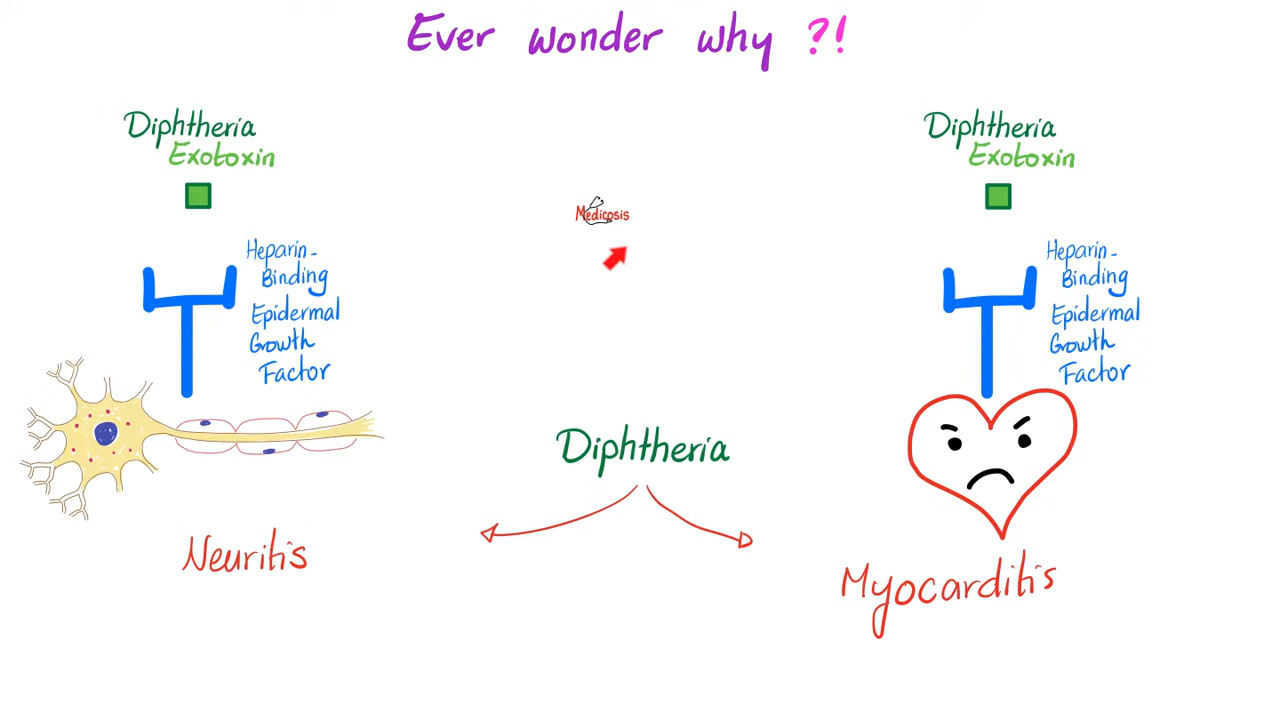 Ever wonder why ?!
Diphtheria
Exotoxin
Heparin-
Binding
Epidermal
Growth
Factor
Neuritis
Medicosis
Diphtheria
Diphtheria
Exotoxin
Heparin-
Binding
Epidermal
Growth
Factor
Myocarditis